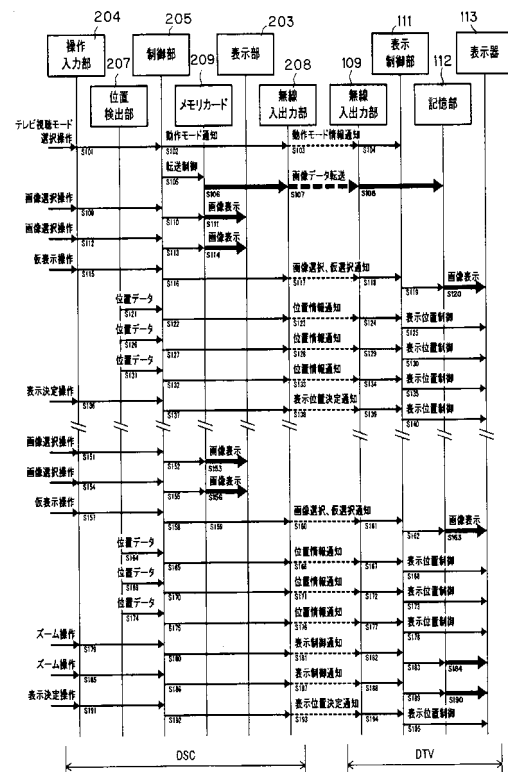 204
205
203
111
113
操作
入力部
制御部
表示部
表示
制御部
表示器
207
209
208
109
112
位置
検出部
メモリカード
無線
入出力部
無線
入出力部
記憶部
テレビ視聴モード
選択操作
動作モード通知
動作モード情報通知
S101
S102
S103
S104
転送制御
画像データ転送
S105
S106
S107
S108
画像選択操作
画像表示
S109
S110
S111
画像選択操作
画像表示
S112
S113
S114
仮表示操作
S115
S116
画像選択、仮選択通知
画像表示
S117
S118
S119
S120
位置データ
S121
位置情報通知
表示位置制御
S122
S123
S124
S125
位置データ
S126
位置情報通知
表示位置制御
S127
S128
S129
S130
位置データ
S131
位置情報通知
表示位置制御
S132
S133
S134
S135
表示決定操作
S136
表示位置決定通知
表示位置制御
S137
S138
S139
S140
画像選択操作
画像表示
S151
S152
S153
画像選択操作
画像表示
S154
S155
S156
仮表示操作
S157
画像選択、仮選択通知
画像表示
S158
S159
S160
S161
S162
S163
位置データ
S164
位置情報通知
表示位置制御
S165
S166
S167
S168
位置データ
S169
位置情報通知
表示位置制御
S170
S171
S172
S173
位置データ
S174
位置情報通知
表示位置制御
S175
S176
S177
S178
ズーム操作
S179
表示制御通知
S180
S181
S182
S183
S184
ズーム操作
S185
表示制御通知
S186
S187
S188
S189
S190
表示決定操作
S191
表示位置決定通知
表示位置制御
S192
S193
S194
S195
DSC
DTV